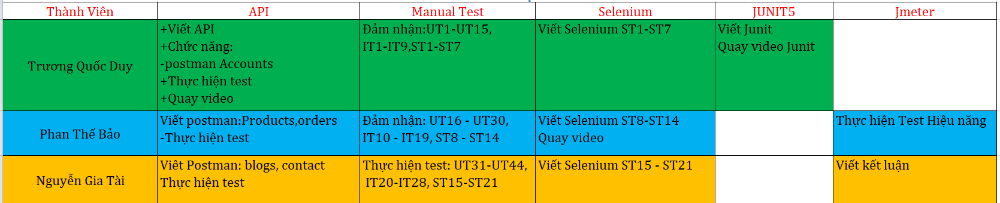 Thành Viên
API
Manual Test
Selenium
JUNIT5
Jmeter
Trương Quốc Duy
+Viết API
+Chức năng:
-postman Accounts
+Thực hiện test
+Quay video
Đảm nhận:UT1-UT15,
IT1-IT9,ST1-ST7
Viết Selenium ST1-ST7
Viết Junit
Quay video Junit
Phan Thế Bảo
Viết postman:Products,orders
-Thực hiện test
Đảm nhận: UT16 - UT30,
IT10 - IT19, ST8 - ST14
Viết Selenium ST8-ST14
Quay video
Thực hiện Test Hiệu năng
Nguyễn Gia Tài
Viêt Postman: blogs, contact
Thực hiện test
Thực hiện test: UT31-UT44,
IT20-IT28, ST15-ST21
Viết Selenium ST15 - ST21
Viết kết luận